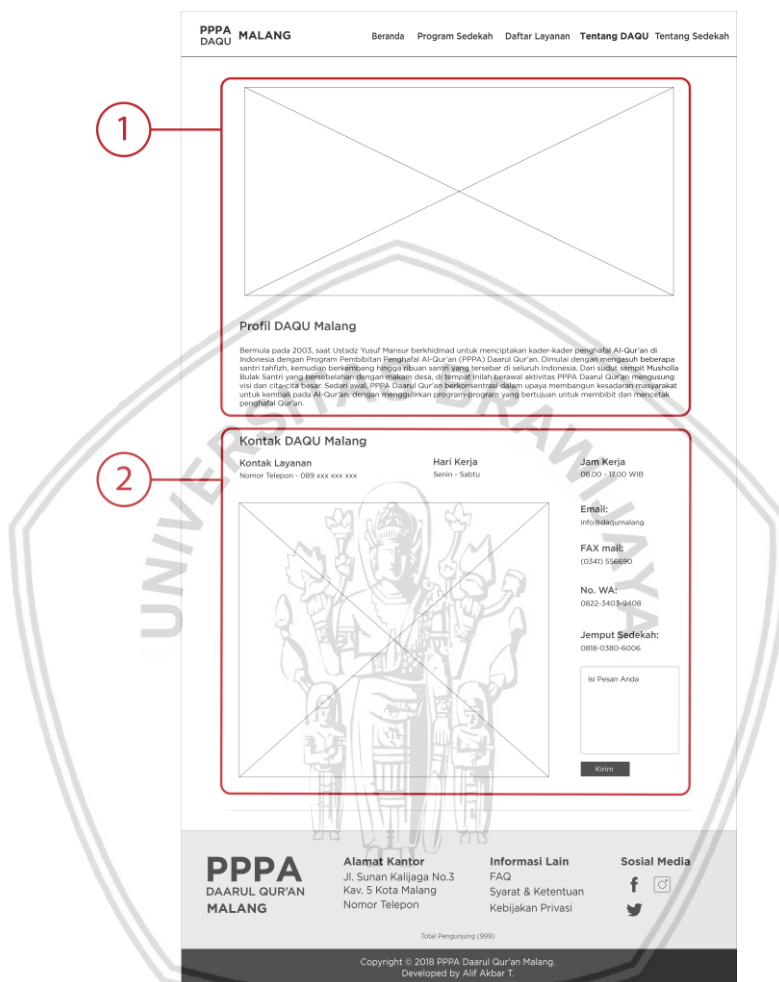 PPPA
DAQU
MALANG
Beranda Program Sedekah Daftar Layanan Tentang DAQU Tentang Sedekah
1
Profil DAQU Malang
Bermula pada 2003, saat Ustadz Yusuf Mansur berkhidmad untuk menciptakan kader-kader penghafal Al-Qur'an di
Indonesia dengan Program Pembibitan Penghafal Al-Qur'an (PPPA) Daarul Qur'an. Dimulai dengan mengasuh beberapa
santri tahfizh, kemudian berkembang hingga ribuan santri yang tersebar di seluruh Indonesia. Dari sudut sempit Musholla
Bulak Santri yang bersebelahan dengan makam desa, di tempat inilah berawal aktivitas PPPA Daarul Qur'an mengusung
visi dan cita-cita besar. Sedari awal, PPPA Daarul Qur'an berkonsentrasi dalam upaya membangun kesadaran masyarakat
untuk kembali pada Al-Qur'an, dengan menggulirkan program-program yang bertujuan untuk membibit dan mencetak
penghafal Qur'an.
2
Kontak DAQU Malang
Kontak Layanan Hari Kerja Jam Kerja
Nomor Telepon - 089 xxx xxx xxx Senin - Sabtu 08.00 - 17.00 WIB
Email:
info@daqumalang
FAX mail:
(0341) 556690
No. WA:
0822-3403-9408
Jemput Sedekah:
0818-0380-6006
Isi Pesan Anda
Kirim
UNIVERSITAS BRAWIJAYA
PPPA
DAARUL QUR'AN
MALANG
Alamat Kantor
Jl. Sunan Kalijaga No.3
Kav. 5 Kota Malang
Nomor Telepon
Informasi Lain
FAQ
Syarat & Ketentuan
Kebijakan Privasi
Sosial Media
Total Pengunjung (999)
Copyright © 2018 PPPA Daarul Qur'an Malang.
Developed by Alif Akbar T.